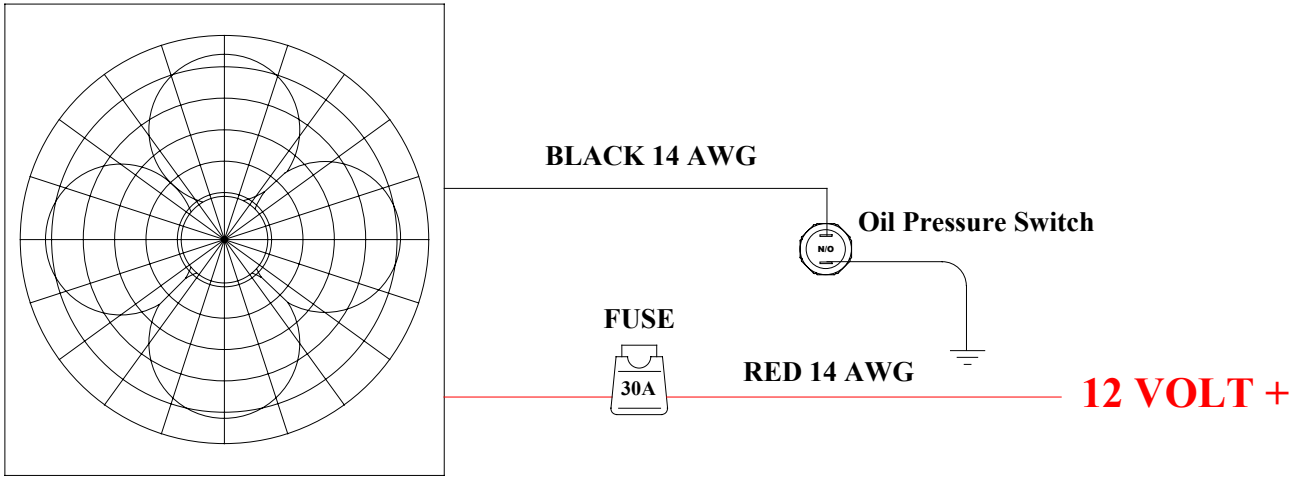 BLACK 14 AWG
Oil Pressure Switch
N/O
FUSE
30A
RED 14 AWG
12 VOLT +